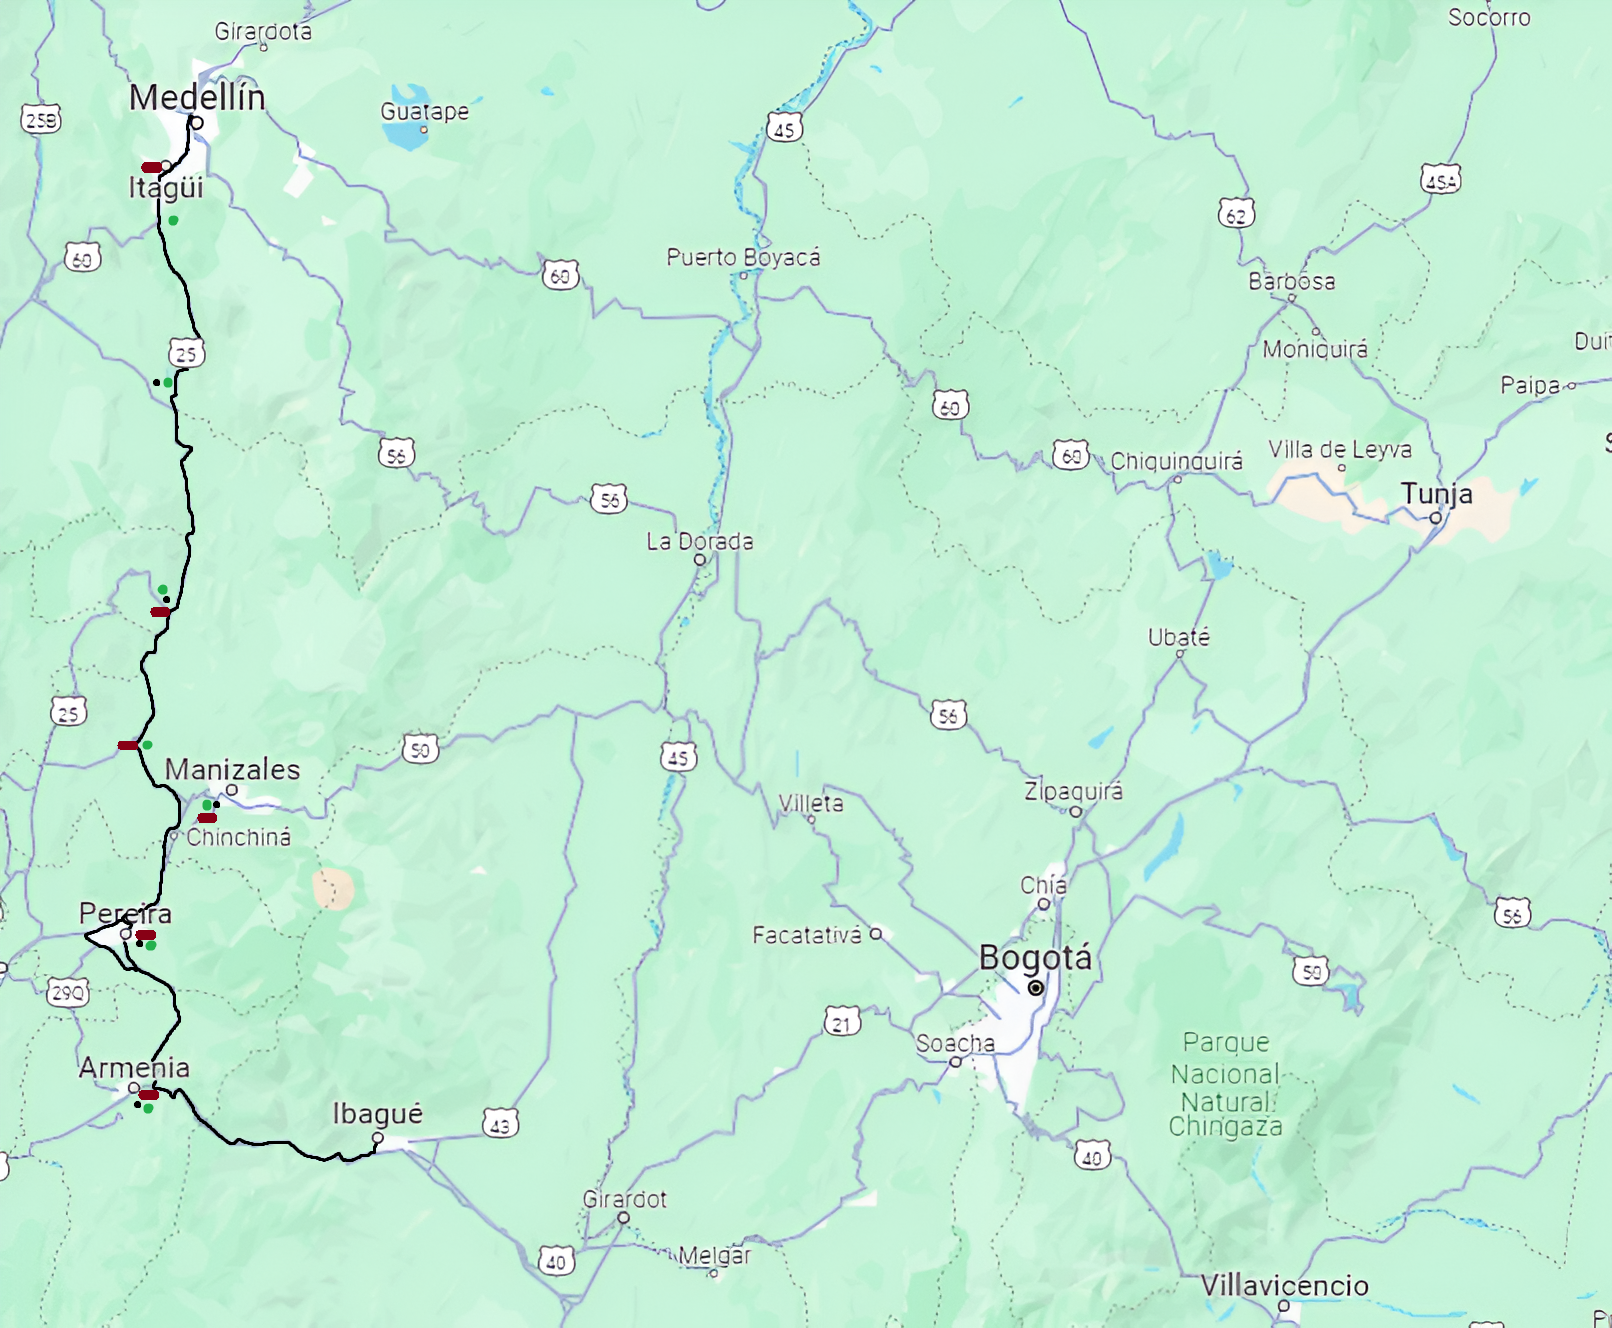 Socorro
Girardota
Medellín
Guatape
25B
45
Itagüi
45A
62
60
Puerto Boyacá
60
Barbosa
25
Moniquirá
Duit
Paipa
60
56
60
Chiquinquirá
Villa de Leyva
S
56
Tunja
La Dorada
Ubaté
25
56
50
45
Manizales
Villeta
Zipaquirá
Chinchiná
Chía
Pereira
56
Facatativá
Bogotá
50
29Q
21
Soacha
Parque
Nacional
Natural
Chingaza
Armenia
Ibagué
43
40
Girardot
40
Melgar
Villavicencio